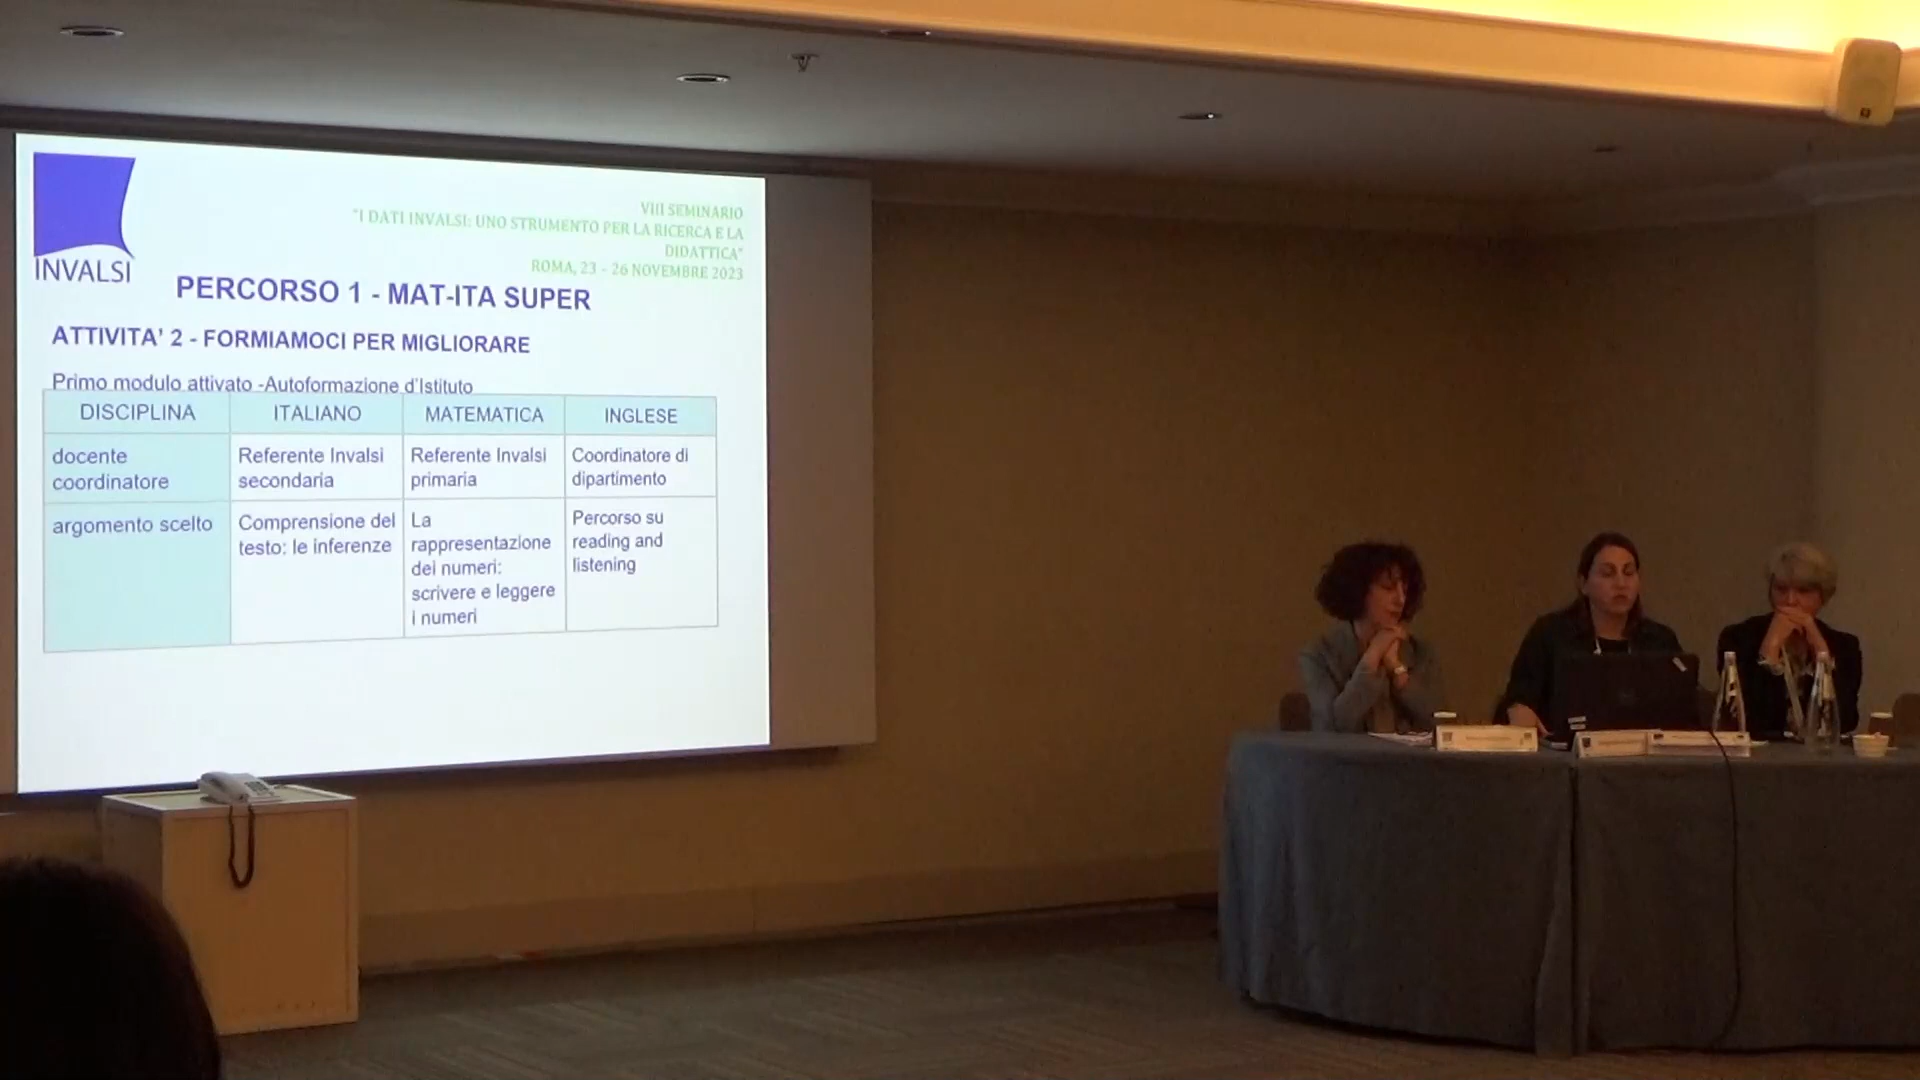 VIII SEMINARIO
"I DATI INVALSI: UNO STRUMENTO PER LA RICERCA E LA
DIDATTICA"
ROMA, 23 - 26 NOVEMBRE 2023
INVALSI
PERCORSO 1 - MAT-ITA SUPER
ATTIVITA' 2 - FORMIAMOCI PER MIGLIORARE
Primo modulo attivato -Autoformazione d'Istituto
DISCIPLINA
ITALIANO
MATEMATICA
INGLESE
docente
coordinatore
Referente Invalsi
secondaria
Referente Invalsi
primaria
Coordinatore di
dipartimento
argomento scelto
Comprensione del
testo: le inferenze
La
rappresentazione
dei numeri:
scrivere e leggere
i numeri
Percorso su
reading and
listening